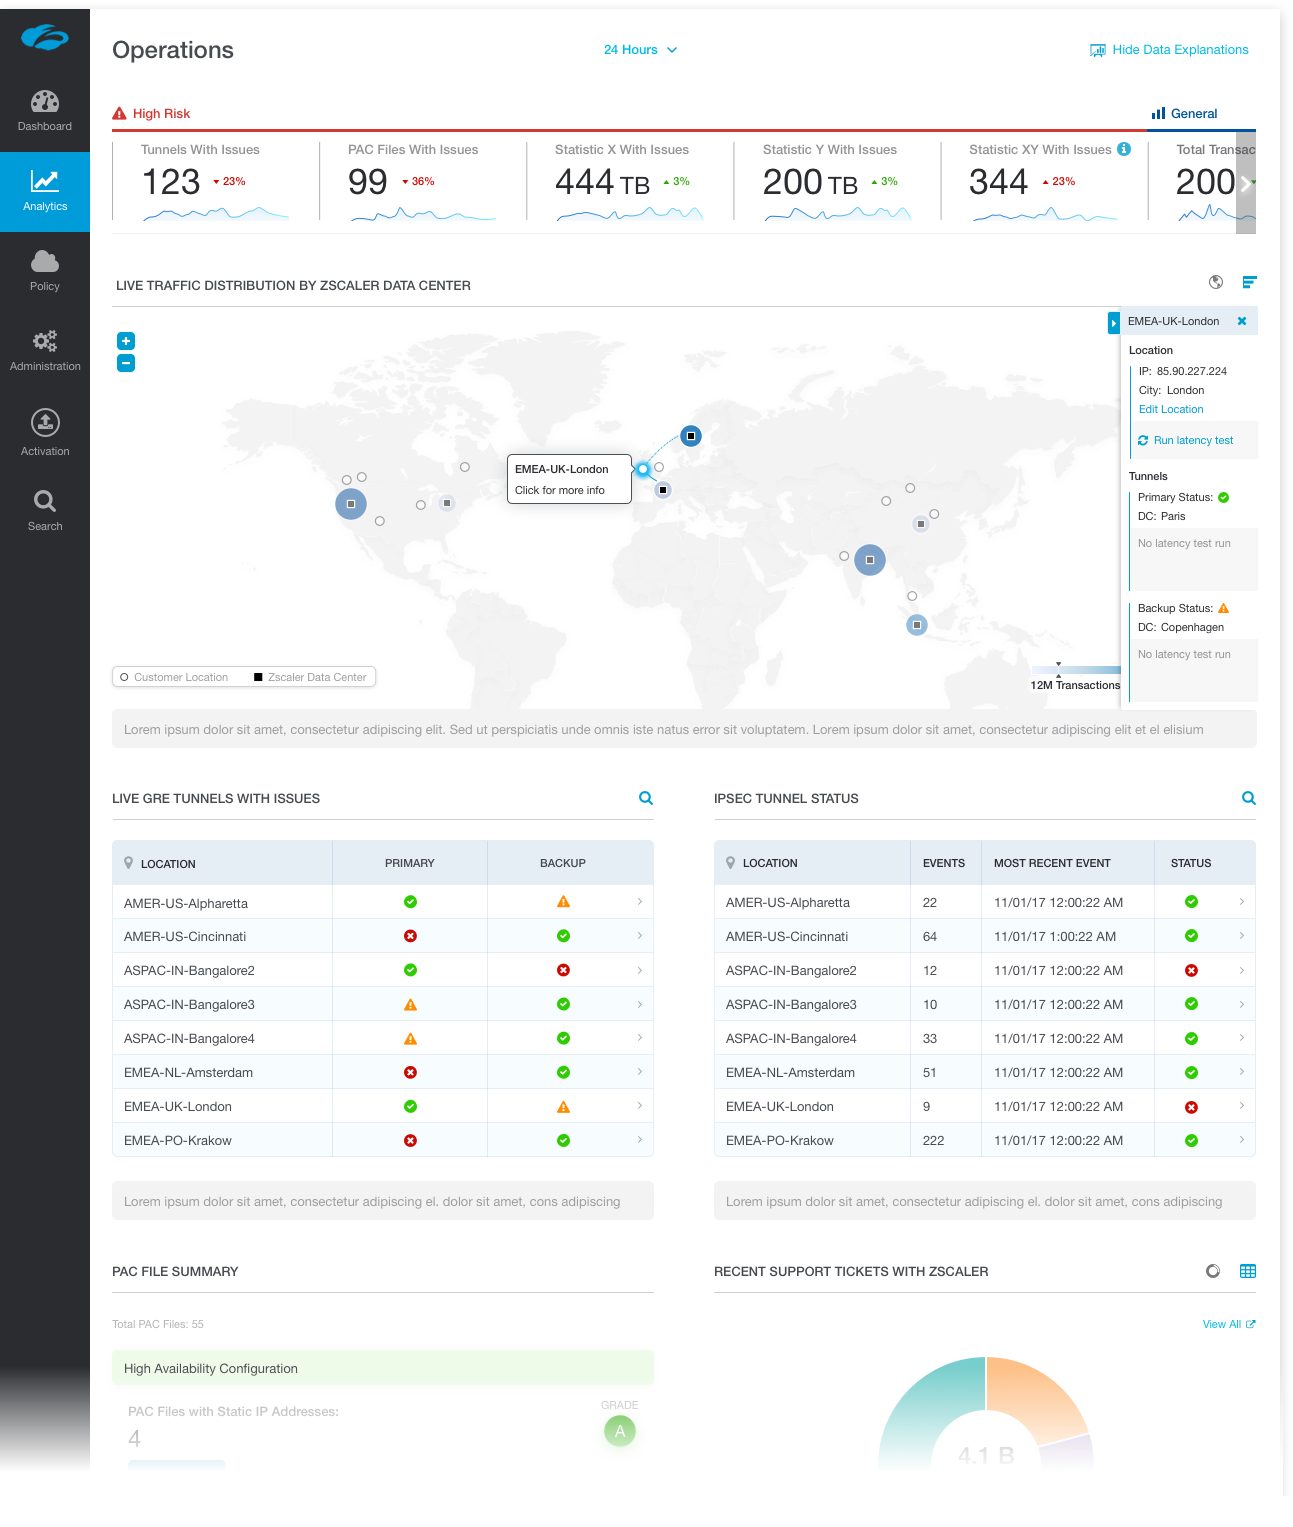 Operations
24 Hours
Hide Data Explanations
Dashboard
Analytics
Policy
Administration
Activation
Search
High Risk
General
Tunnels With Issues
123 23%
PAC Files With Issues
99 36%
Statistic X With Issues
444 TB 3%
Statistic Y With Issues
200 TB 3%
Statistic XY With Issues
344 23%
Total Transac
200
LIVE TRAFFIC DISTRIBUTION BY ZSCALER DATA CENTER
+
−
EMEA-UK-London
Click for more info
Customer Location
Zscaler Data Center
12M Transactions
EMEA-UK-London
Location
IP: 85.90.227.224
City: London
Edit Location
Run latency test
Tunnels
Primary Status:
DC: Paris
No latency test run
Backup Status:
DC: Copenhagen
No latency test run
Lorem ipsum dolor sit amet, consectetur adipiscing elit. Sed ut perspiciatis unde omnis iste natus error sit voluptatem. Lorem ipsum dolor sit amet, consectetur adipiscing elit et el elisium
LIVE GRE TUNNELS WITH ISSUES
LOCATION PRIMARY BACKUP
AMER-US-Alpharetta
AMER-US-Cincinnati
ASPAC-IN-Bangalore2
ASPAC-IN-Bangalore3
ASPAC-IN-Bangalore4
EMEA-NL-Amsterdam
EMEA-UK-London
EMEA-PO-Krakow
Lorem ipsum dolor sit amet, consectetur adipiscing el. dolor sit amet, cons adipiscing
IPSEC TUNNEL STATUS
LOCATION EVENTS MOST RECENT EVENT STATUS
AMER-US-Alpharetta 22 11/01/17 12:00:22 AM
AMER-US-Cincinnati 64 11/01/17 1:00:22 AM
ASPAC-IN-Bangalore2 12 11/01/17 12:00:22 AM
ASPAC-IN-Bangalore3 10 11/01/17 12:00:22 AM
ASPAC-IN-Bangalore4 33 11/01/17 12:00:22 AM
EMEA-NL-Amsterdam 51 11/01/17 12:00:22 AM
EMEA-UK-London 9 11/01/17 12:00:22 AM
EMEA-PO-Krakow 222 11/01/17 12:00:22 AM
Lorem ipsum dolor sit amet, consectetur adipiscing el. dolor sit amet, cons adipiscing
PAC FILE SUMMARY
Total PAC Files: 55
High Availability Configuration
PAC Files with Static IP Addresses:
4
GRADE
A
RECENT SUPPORT TICKETS WITH ZSCALER
View All
4.1 B